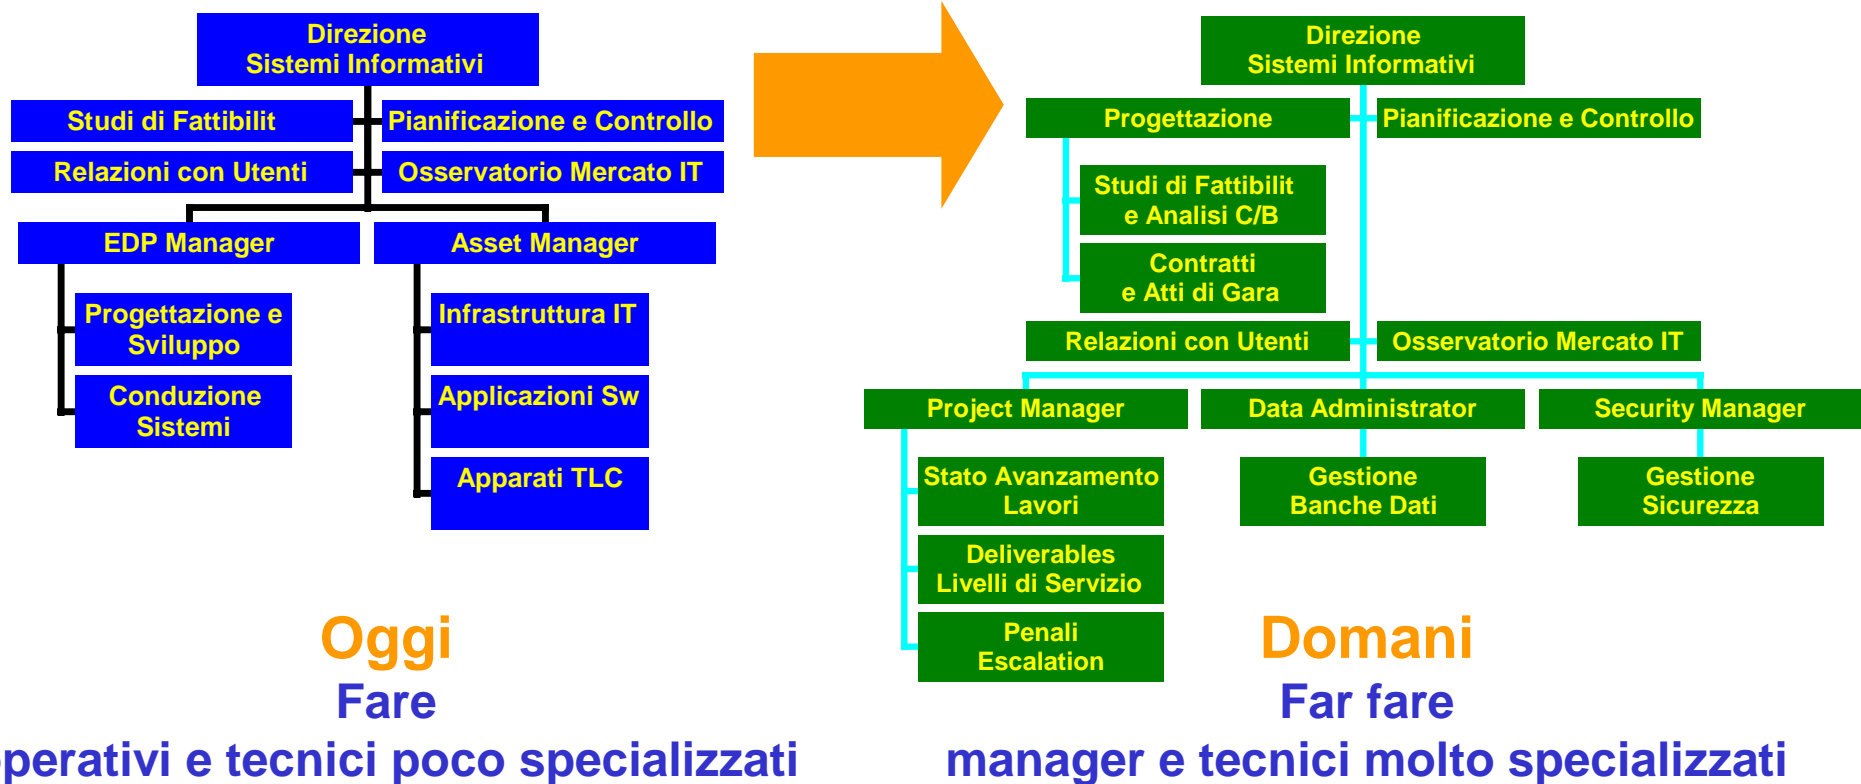 Direzione
Sistemi Informativi
Studi di Fattibilit
Pianificazione e Controllo
Relazioni con Utenti
Osservatorio Mercato IT
EDP Manager
Asset Manager
Progettazione e
Sviluppo
Conduzione
Sistemi
Infrastruttura IT
Applicazioni Sw
Apparati TLC
Oggi
Fare
perativi e tecnici poco specializzati
Direzione
Sistemi Informativi
Progettazione
Pianificazione e Controllo
Studi di Fattibilit
e Analisi C/B
Contratti
e Atti di Gara
Relazioni con Utenti
Osservatorio Mercato IT
Project Manager
Data Administrator
Security Manager
Stato Avanzamento
Lavori
Deliverables
Livelli di Servizio
Penali
Escalation
Gestione
Banche Dati
Gestione
Sicurezza
Domani
Far fare
manager e tecnici molto specializzati